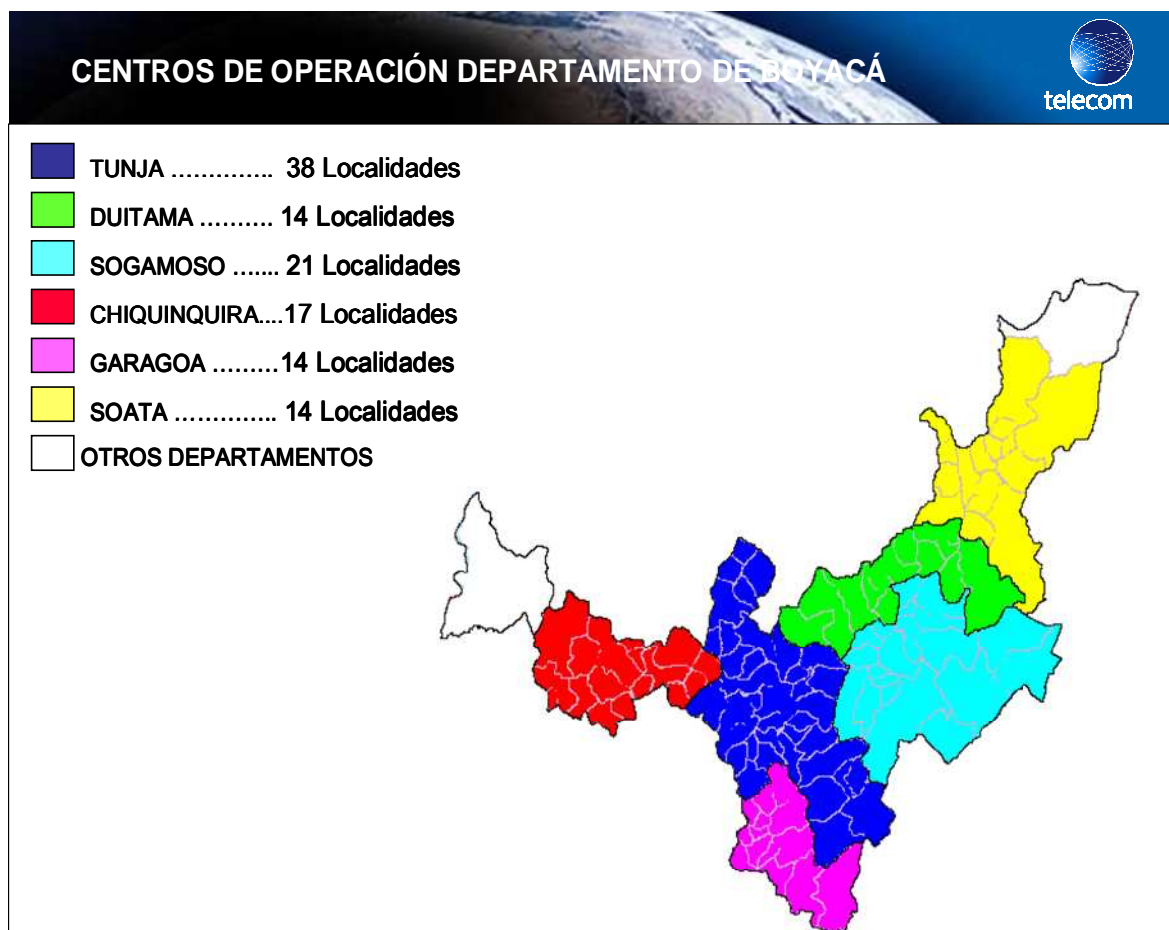 CENTROS DE OPERACIÓN DEPARTAMENTO DE BOYACÁ
telecom
TUNJA ………….. 38 Localidades
DUITAMA ………. 14 Localidades
SOGAMOSO ….... 21 Localidades
CHIQUINQUIRA....17 Localidades
GARAGOA ………14 Localidades
SOATA ………….. 14 Localidades
OTROS DEPARTAMENTOS